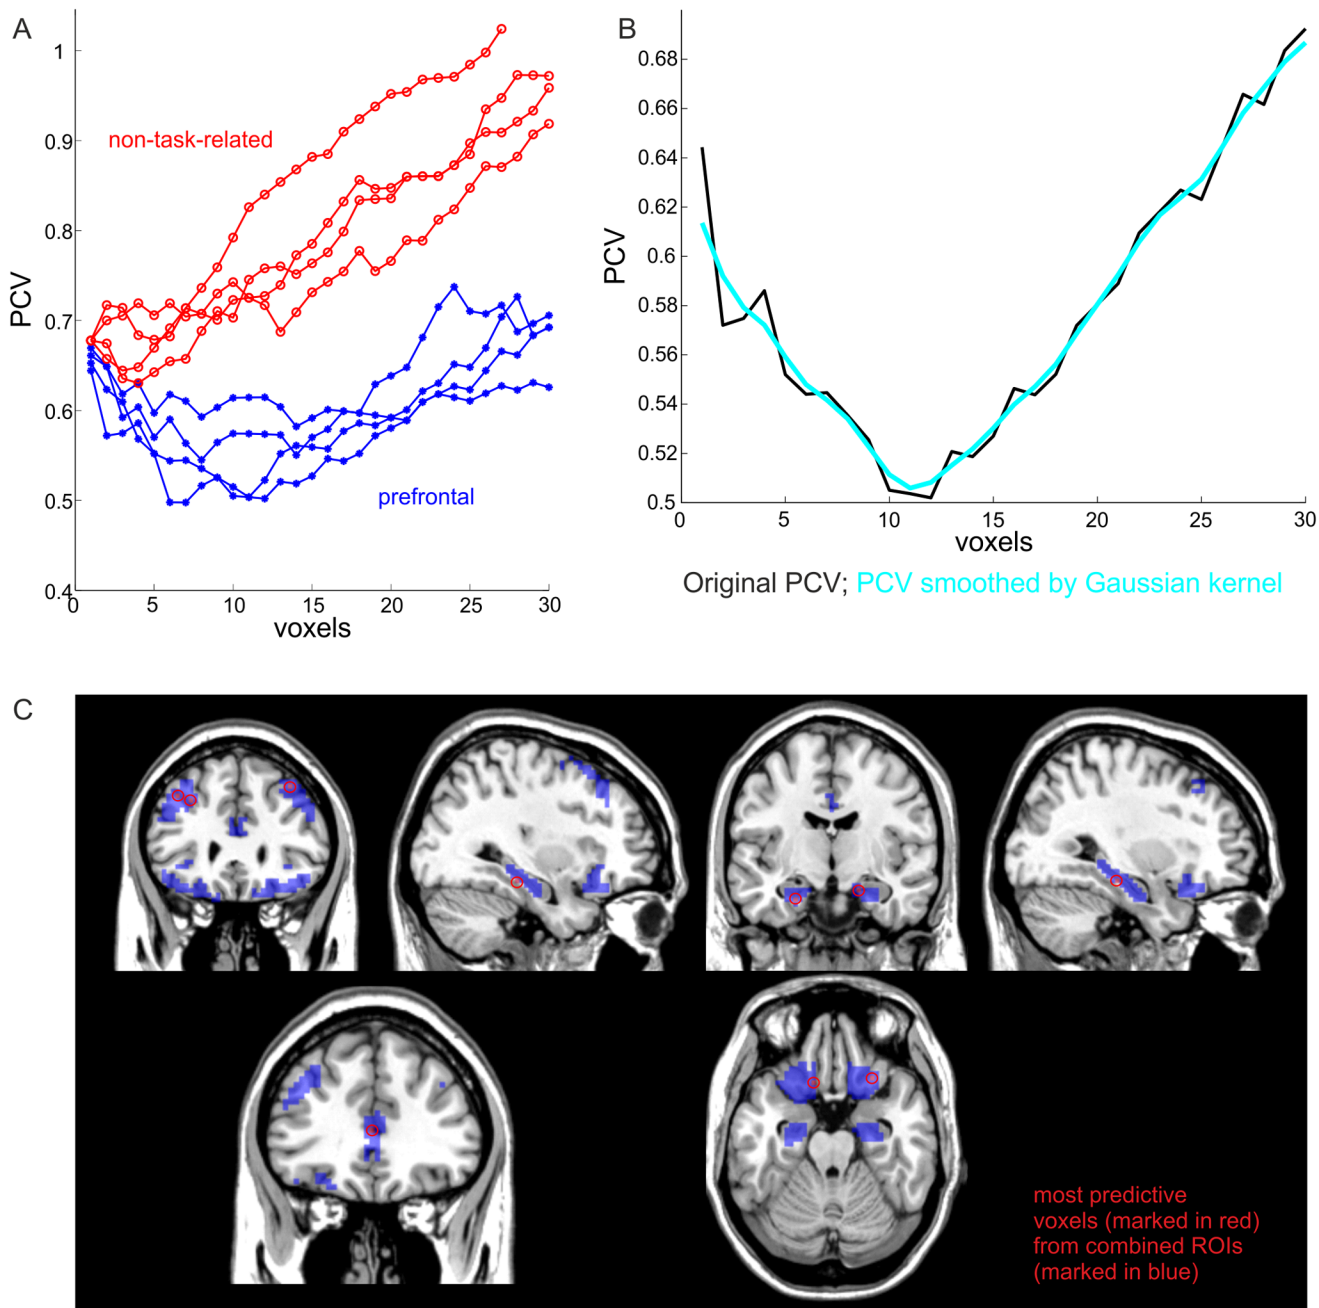 A
1
0.9
0.8
0.7
0.6
0.5
0.4
PCV
non-task-related
prefrontal
0 5 10 15 20 25 30
voxels
B
0.68
0.66
0.64
0.62
0.6
0.58
0.56
0.54
0.52
0.5
PCV
0 5 10 15 20 25 30
voxels
Original PCV; PCV smoothed by Gaussian kernel
C
most predictive
voxels (marked in red)
from combined ROIs
(marked in blue)